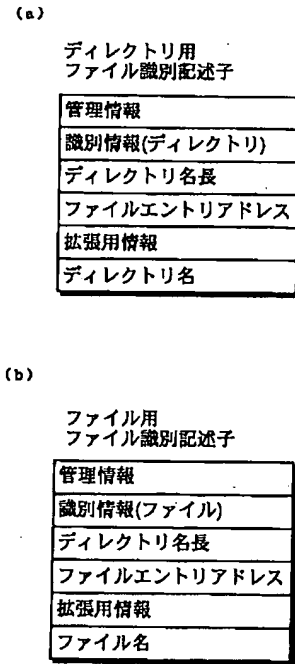 (a)
ディレクトリ用
ファイル識別記述子
管理情報
識別情報(ディレクトリ)
ディレクトリ名長
ファイルエントリアドレス
拡張用情報
ディレクトリ名
(b)
ファイル用
ファイル識別記述子
管理情報
識別情報(ファイル)
ディレクトリ名長
ファイルエントリアドレス
拡張用情報
ファイル名